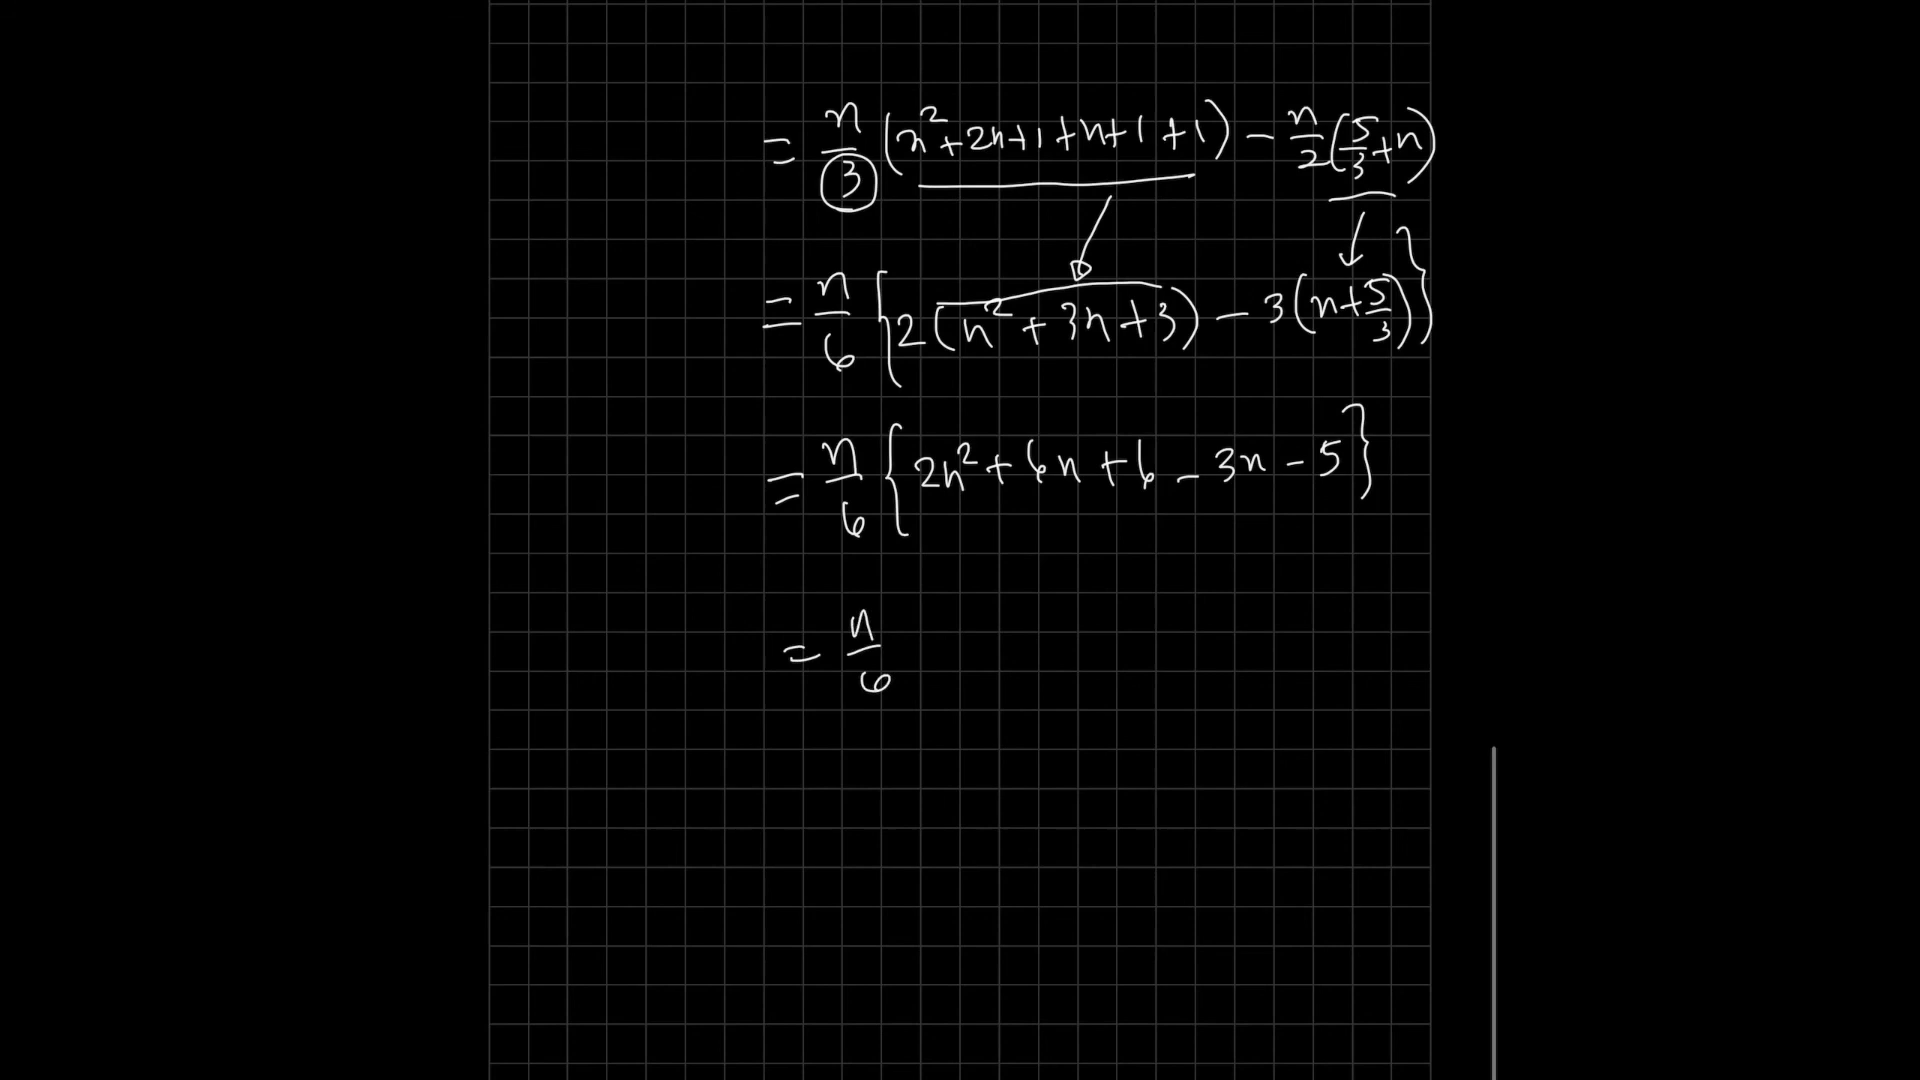 = n/3 (n²+2n+1+n+1+1) − n/2 (5/3+n)
= n/6 {2(n²+3n+3) − 3(n+5/3)}
= n/6 {2n²+6n+6−3n−5}
= n/6